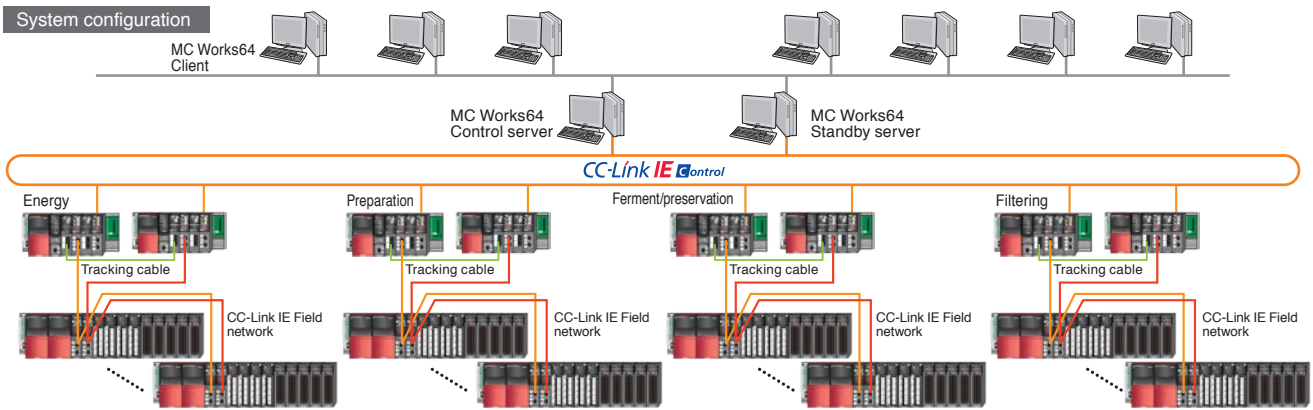 System configuration
MC Works64
Client
MC Works64
Control server
MC Works64
Standby server
CC-Link IE Control
Energy
Preparation
Ferment/preservation
Filtering
Tracking cable
Tracking cable
Tracking cable
Tracking cable
CC-Link IE Field
network
CC-Link IE Field
network
CC-Link IE Field
network
CC-Link IE Field
network